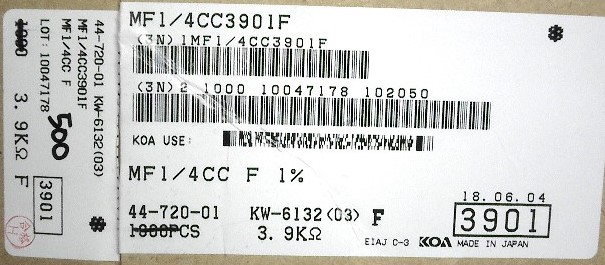 MF1/4CC3901F
(3N)1MF1/4CC3901F
(3N)2 1000 10047178 102050
KOA USE:
MF1/4CC F 1%
18.06.04
44-720-01 KW-6132(03) F
3901
1000PCS 3.9KΩ
EIAJ C-3 KOA MADE IN JAPAN
44-720-01 KW-6132(03)
MF1/4CC3901F
MF1/4CC F
LOT: 10047178
500
1000 3.9KΩ F
3901